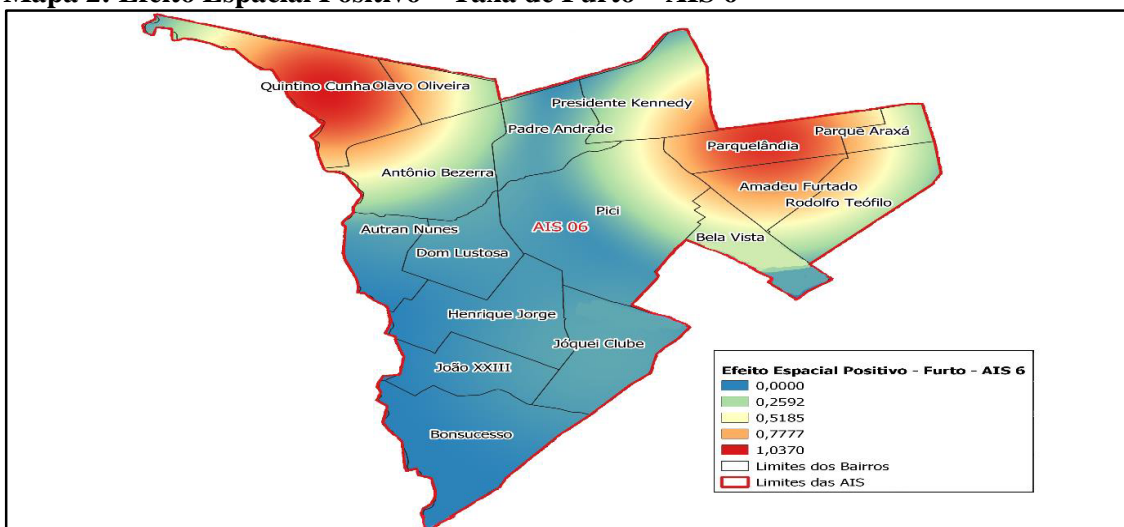 Mapa 2: Efeito Espacial Positivo – Taxa de Furto – AIS 6
Quintino Cunha
Olavo Oliveira
Presidente Kennedy
Padre Andrade
Parque Araxá
Parquelândia
Antônio Bezerra
Amadeu Furtado
Rodolfo Teófilo
Pici
Autran Nunes
AIS 06
Bela Vista
Dom Lustosa
Henrique Jorge
Jóquei Clube
João XXIII
Bonsucesso
Efeito Espacial Positivo - Furto - AIS 6
0,0000
0,2592
0,5185
0,7777
1,0370
Limites dos Bairros
Limites das AIS